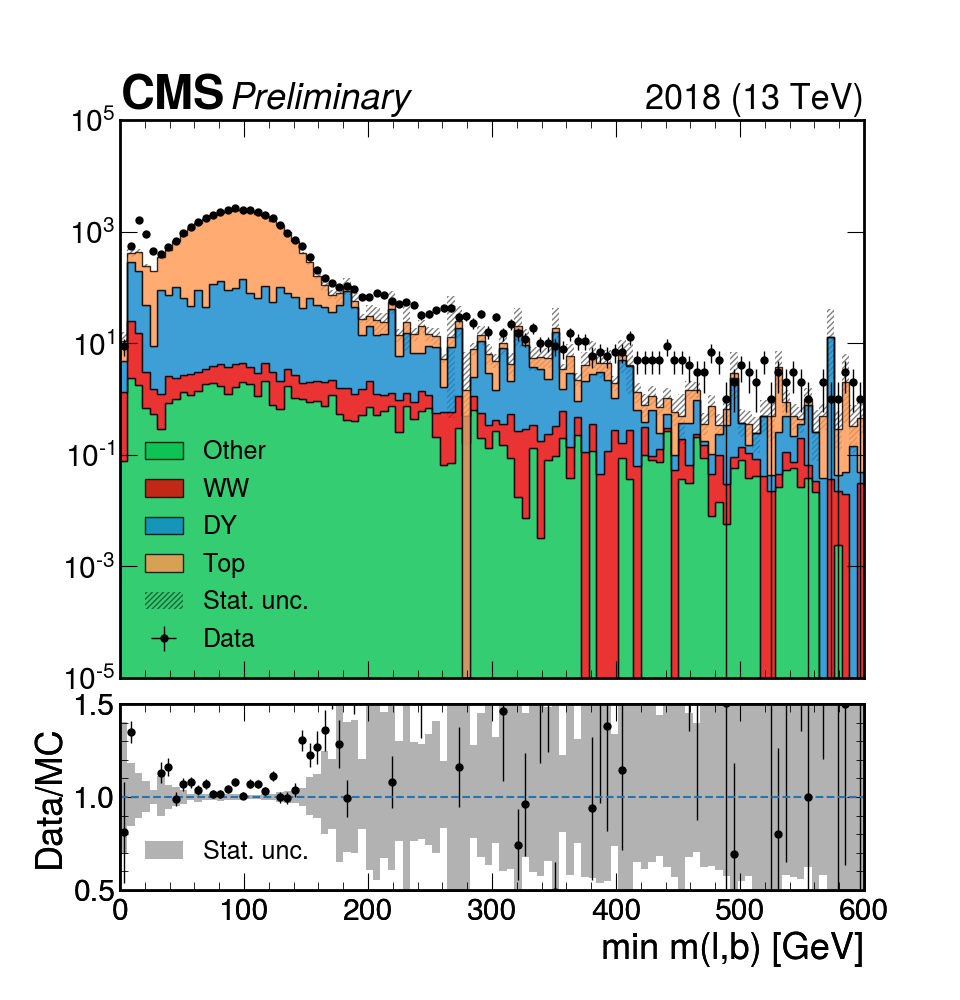 CMS Preliminary 2018 (13 TeV)
10^5
10^3
10^1
10^-1
10^-3
10^-5
Other
WW
DY
Top
Stat. unc.
Data
1.5
1.0
0.5
Data/MC
Stat. unc.
0 100 200 300 400 500 600
min m(l,b) [GeV]